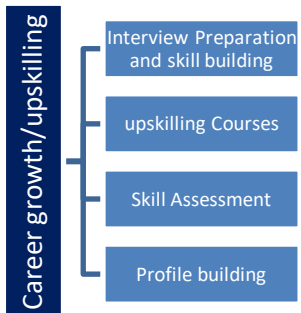 Career growth/upskilling
Interview Preparation
and skill building
upskilling Courses
Skill Assessment
Profile building